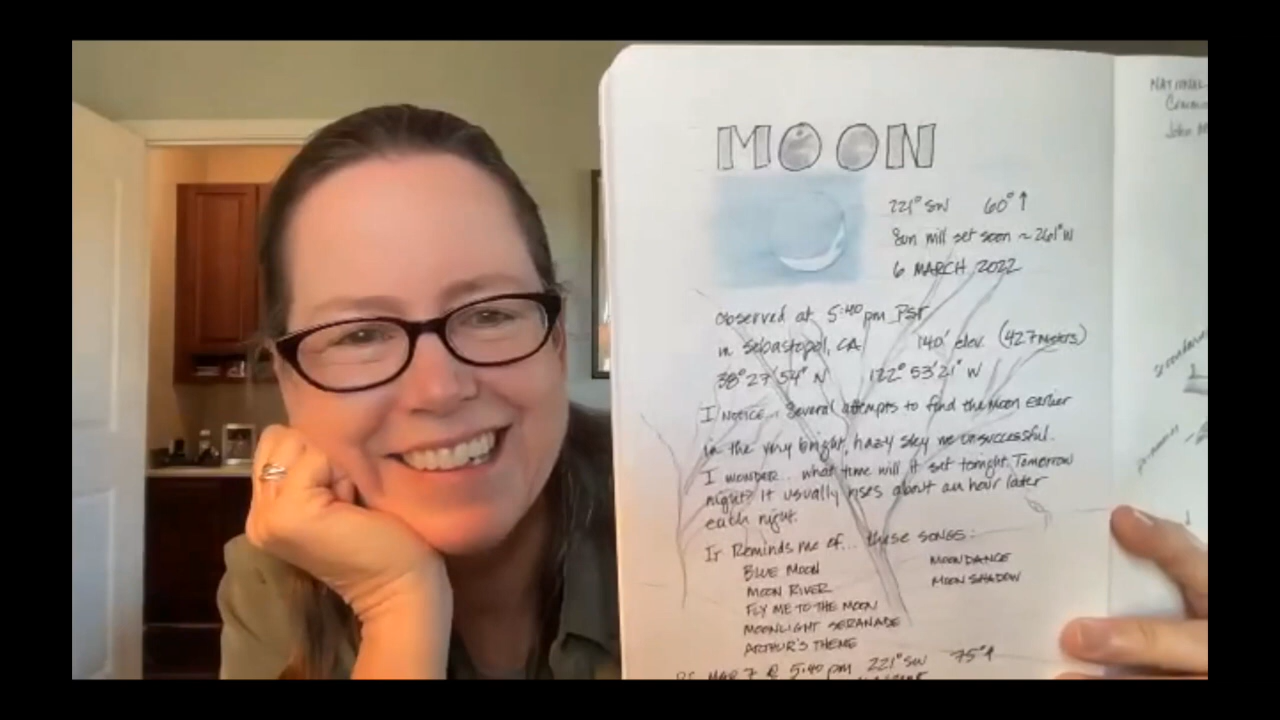 MOON
221° SW 60° ↑
Sun will set soon ~ 261° W
6 MARCH 2022
observed at 5:40 pm PST
in Sebastopol, CA 140' elev. (427 meters)
38° 27' 54" N 122° 53' 21" W
I NOTICE... Several attempts to find the moon earlier
in the very bright, hazy sky were unsuccessful.
I WONDER... what time will it set tonight. Tomorrow
night? It usually rises about an hour later
each night.
It Reminds me of... these SONGS:
BLUE MOON
MOON RIVER
FLY ME TO THE MOON
MOONLIGHT SERANADE
ARTHUR'S THEME
MOONDANCE
MOON SHADOW
MAR 7 @ 5:40 pm 221° SW 75° ↑
NATIONAL
John